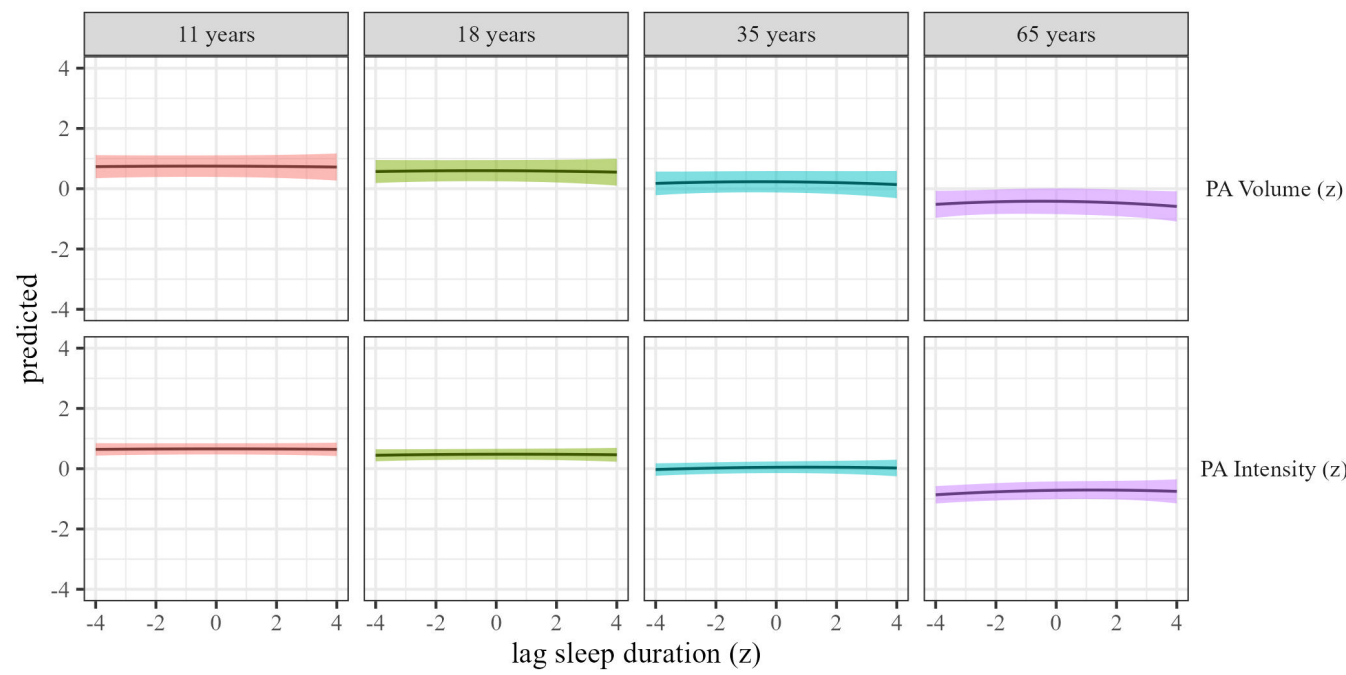 11 years 18 years 35 years 65 years
4
2
0
-2
-4
PA Volume (z)
predicted
4
2
0
-2
-4
PA Intensity (z)
-4 -2 0 2 4 -4 -2 0 2 4 -4 -2 0 2 4 -4 -2 0 2 4
lag sleep duration (z)